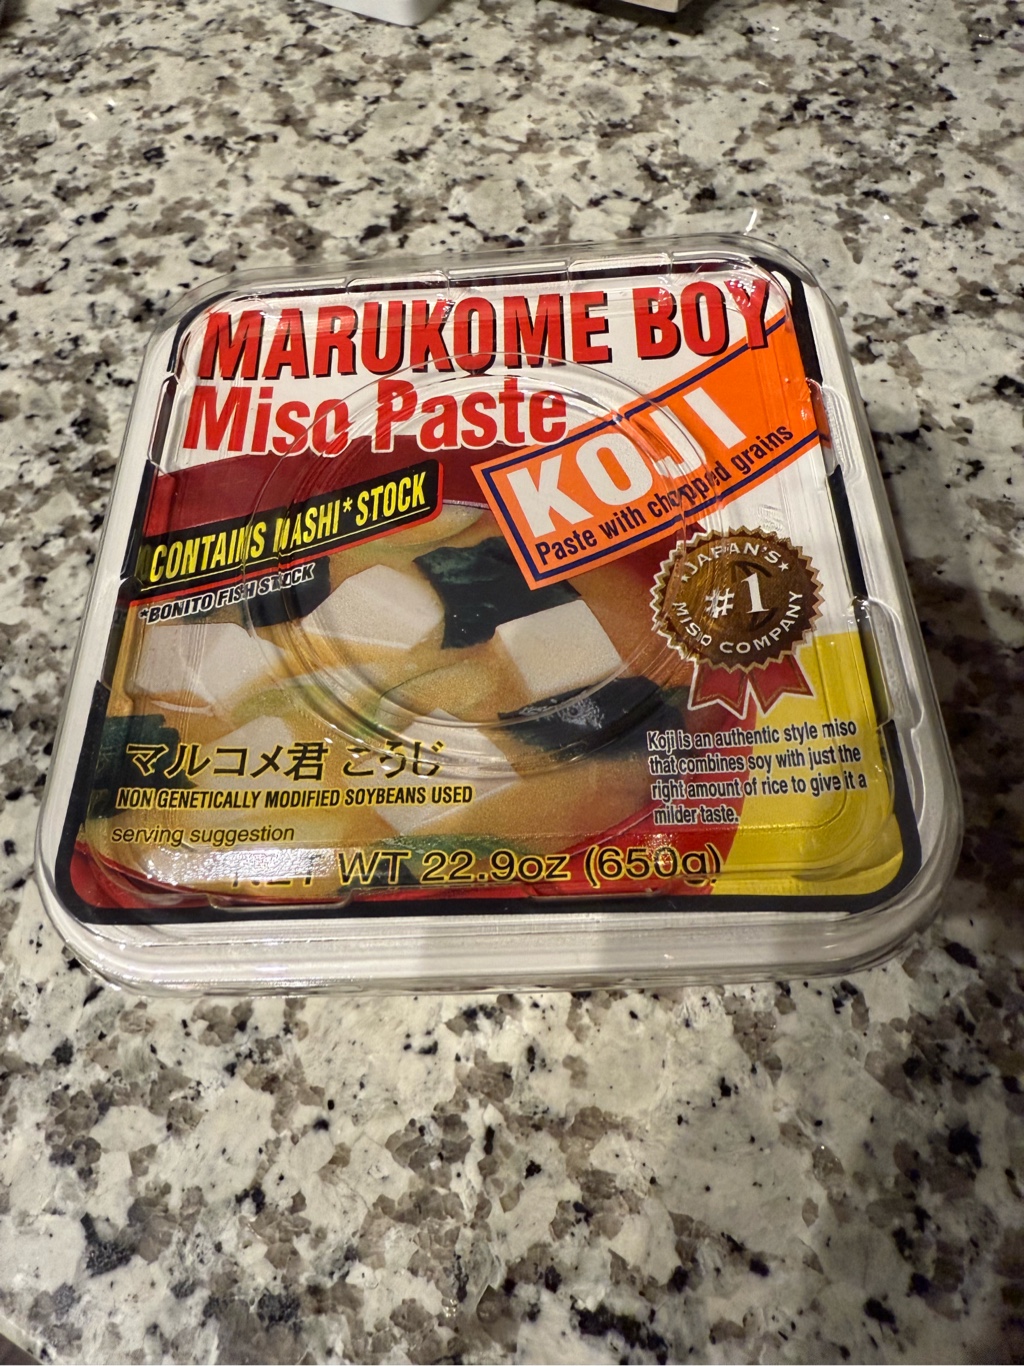 MARUKOME BOY
Miso Paste
KOJI
Paste with chopped grains
CONTAINS DASHI* STOCK
*BONITO FISH STOCK
JAPAN'S
#1
MISO COMPANY
マルコメ君 こうじ
NON GENETICALLY MODIFIED SOYBEANS USED
serving suggestion
Koji is an authentic style miso
that combines soy with just the
right amount of rice to give it a
milder taste.
NET WT 22.9oz (650g)